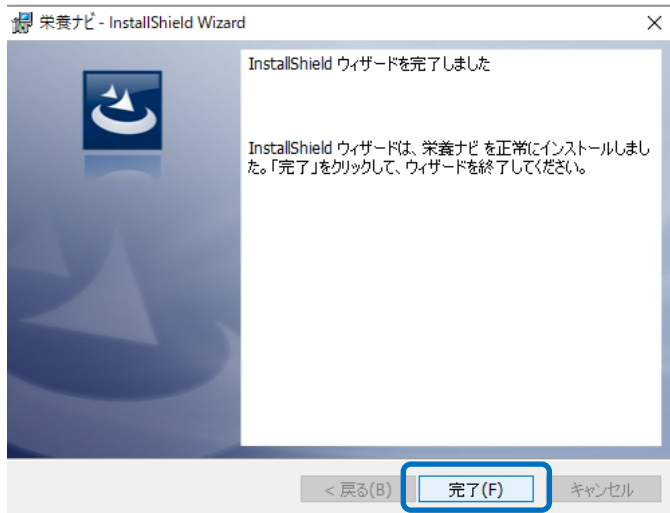 栄養ナビ - InstallShield Wizard
InstallShield ウィザードを完了しました
InstallShield ウィザードは、栄養ナビ を正常にインストールしまし
た。「完了」をクリックして、ウィザードを終了してください。
< 戻る(B)
完了(F)
キャンセル